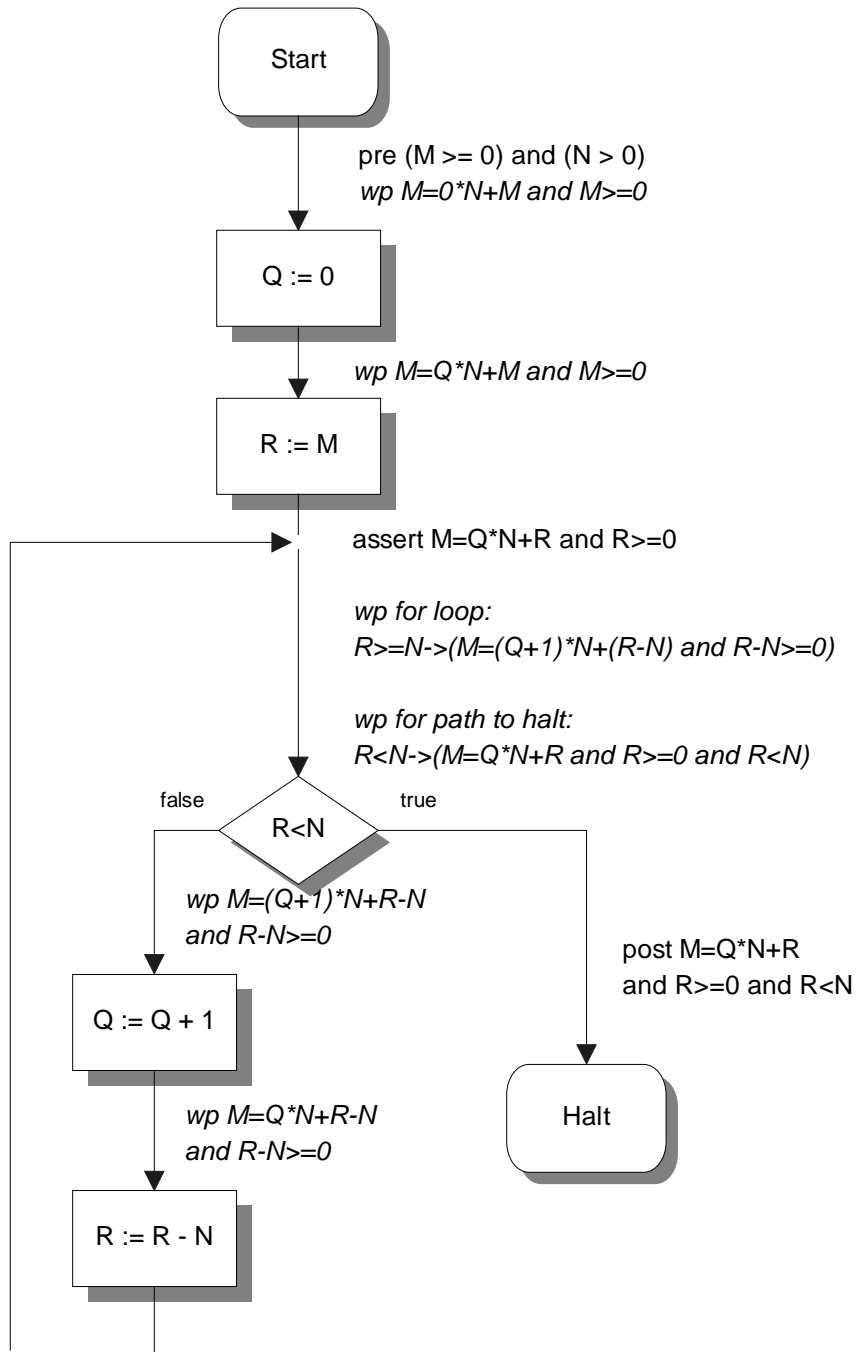 Start
pre (M >= 0) and (N > 0)
wp M=0*N+M and M>=0
Q := 0
wp M=Q*N+M and M>=0
R := M
assert M=Q*N+R and R>=0
wp for loop:
R>=N->(M=(Q+1)*N+(R-N) and R-N>=0)
wp for path to halt:
R<N->(M=Q*N+R and R>=0 and R<N)
false
true
R<N
wp M=(Q+1)*N+R-N
and R-N>=0
Q := Q + 1
wp M=Q*N+R-N
and R-N>=0
R := R - N
post M=Q*N+R
and R>=0 and R<N
Halt